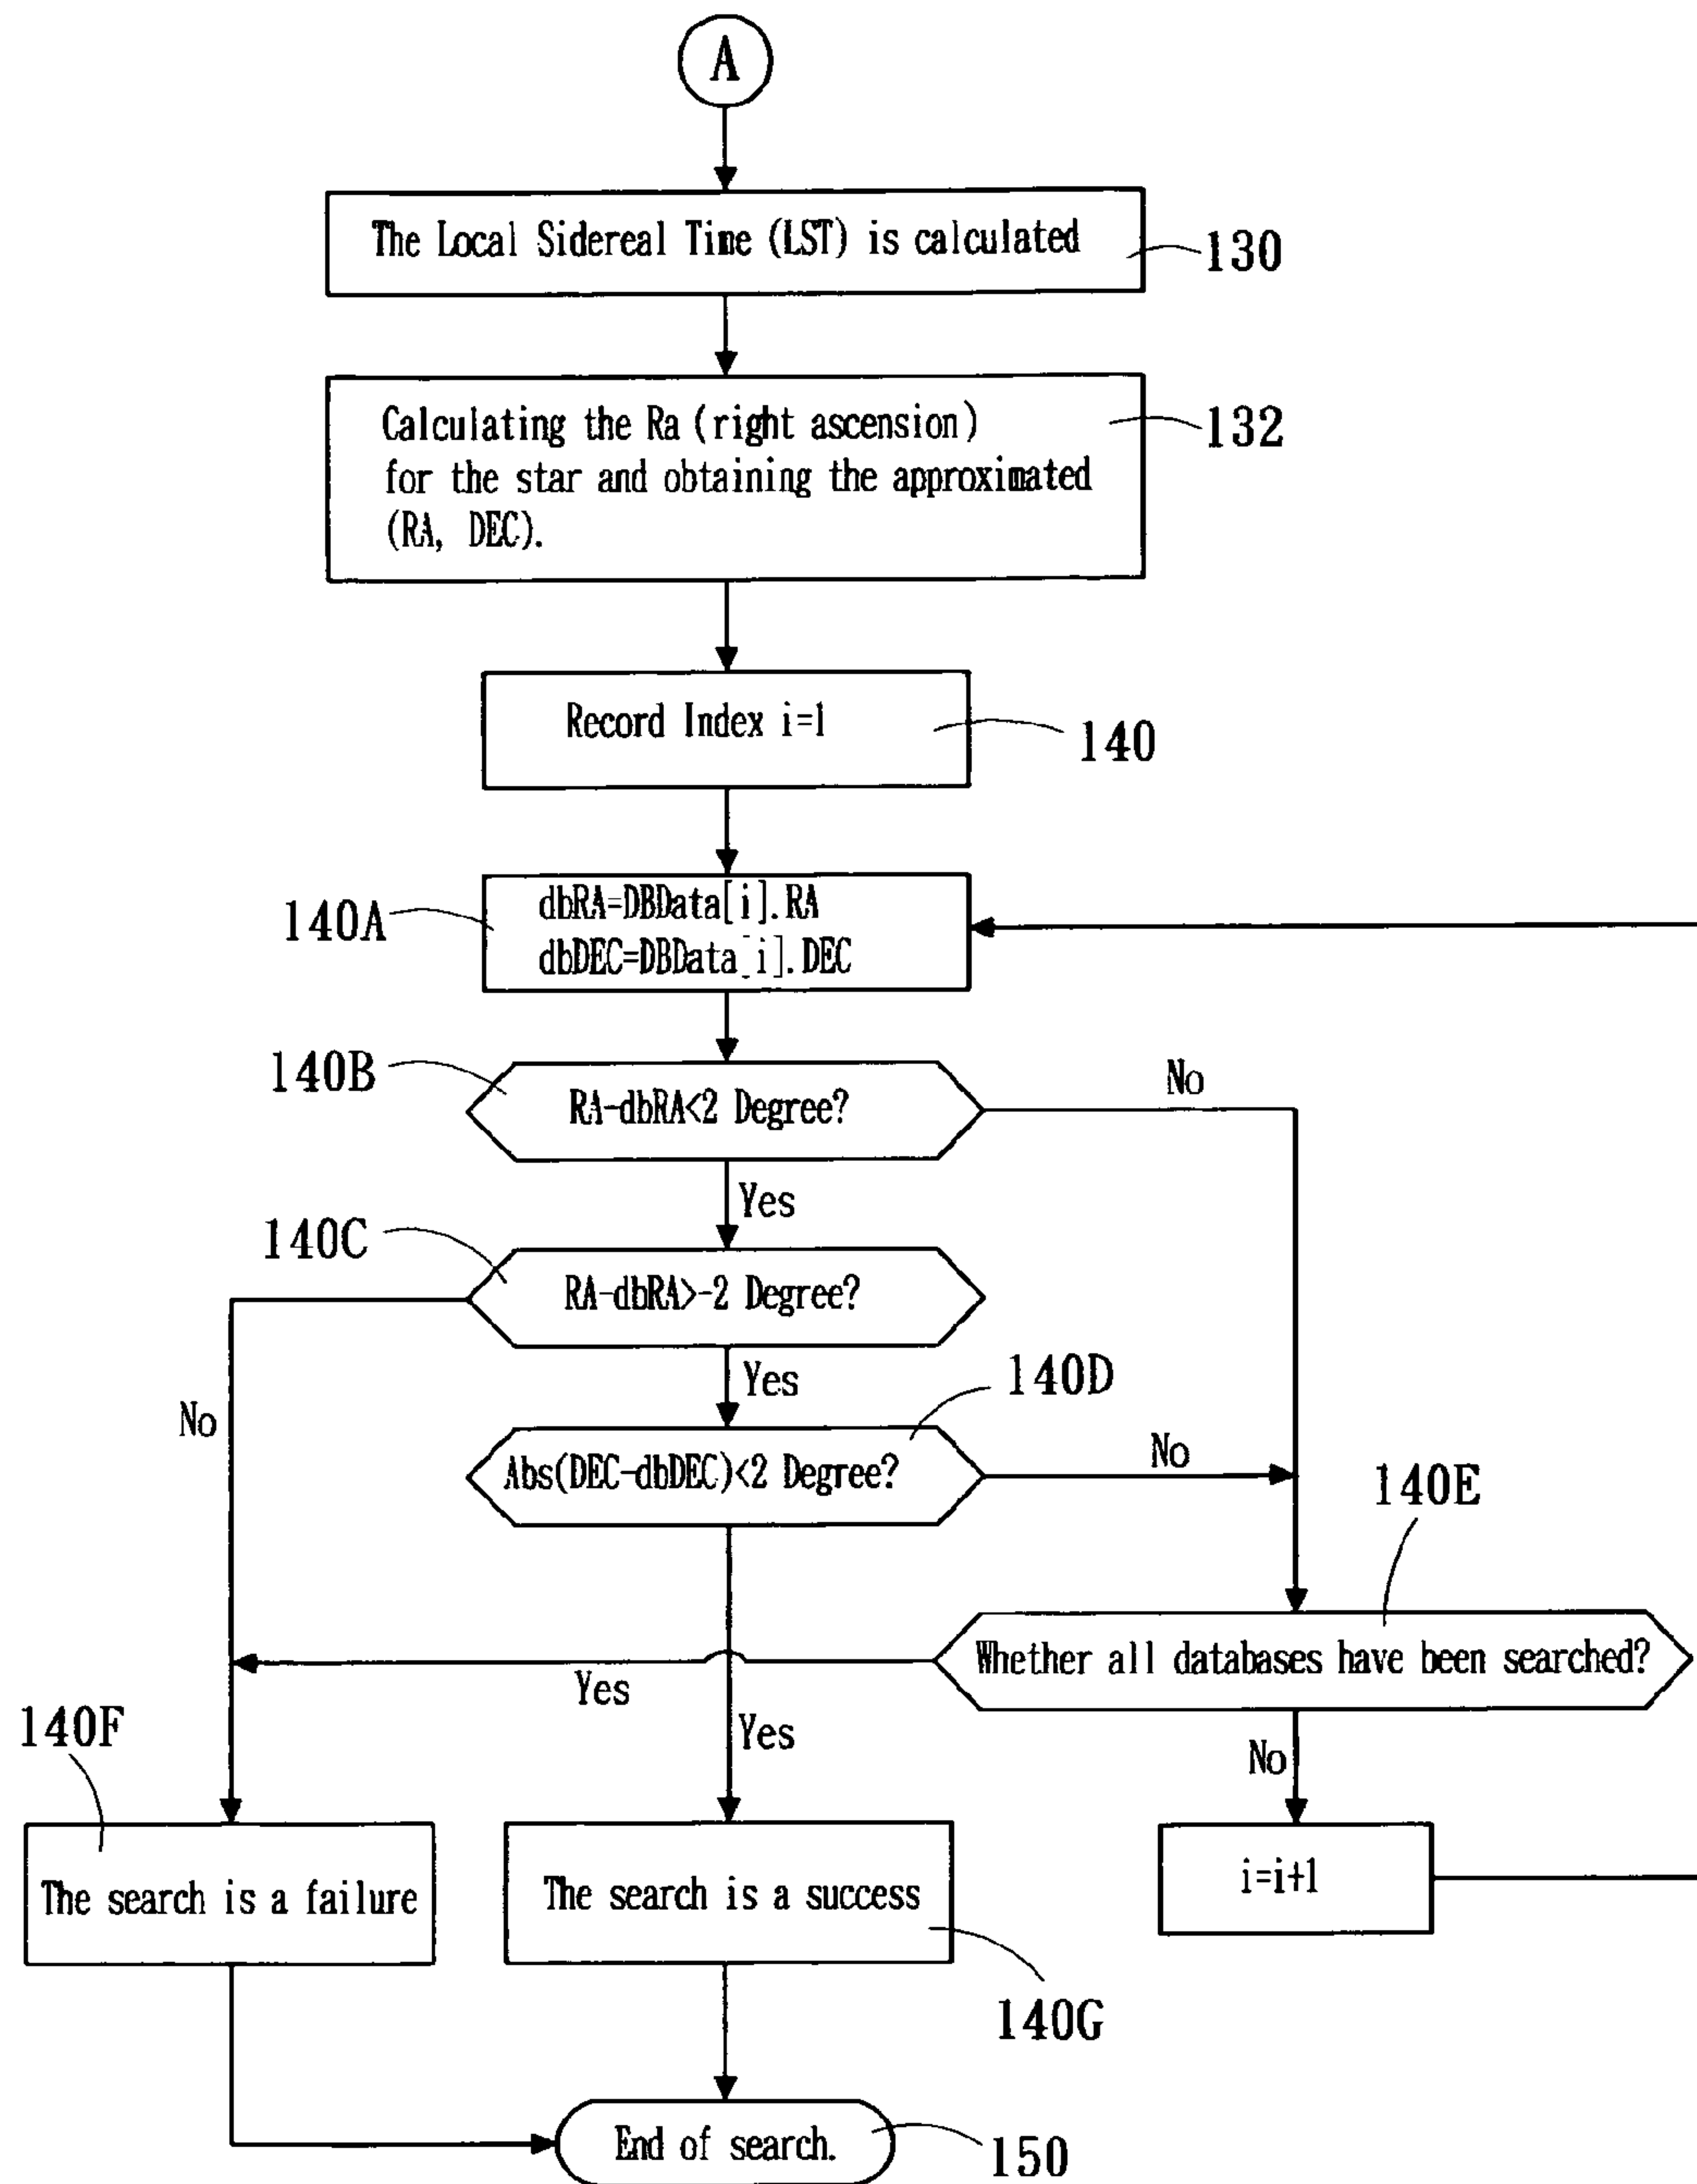 A
The Local Sidereal Time (LST) is calculated
130
Calculating the Ra (right ascension)
for the star and obtaining the approximated
(RA, DEC).
132
Record Index i=1
140
140A
dbRA=DBData[i].RA
dbDEC=DBData[i].DEC
140B
RA-dbRA<2 Degree?
No
Yes
140C
RA-dbRA>-2 Degree?
No
Yes
140D
Abs(DEC-dbDEC)<2 Degree?
No
140E
Whether all databases have been searched?
Yes
Yes
No
140F
The search is a failure
The search is a success
i=i+1
140G
End of search.
150